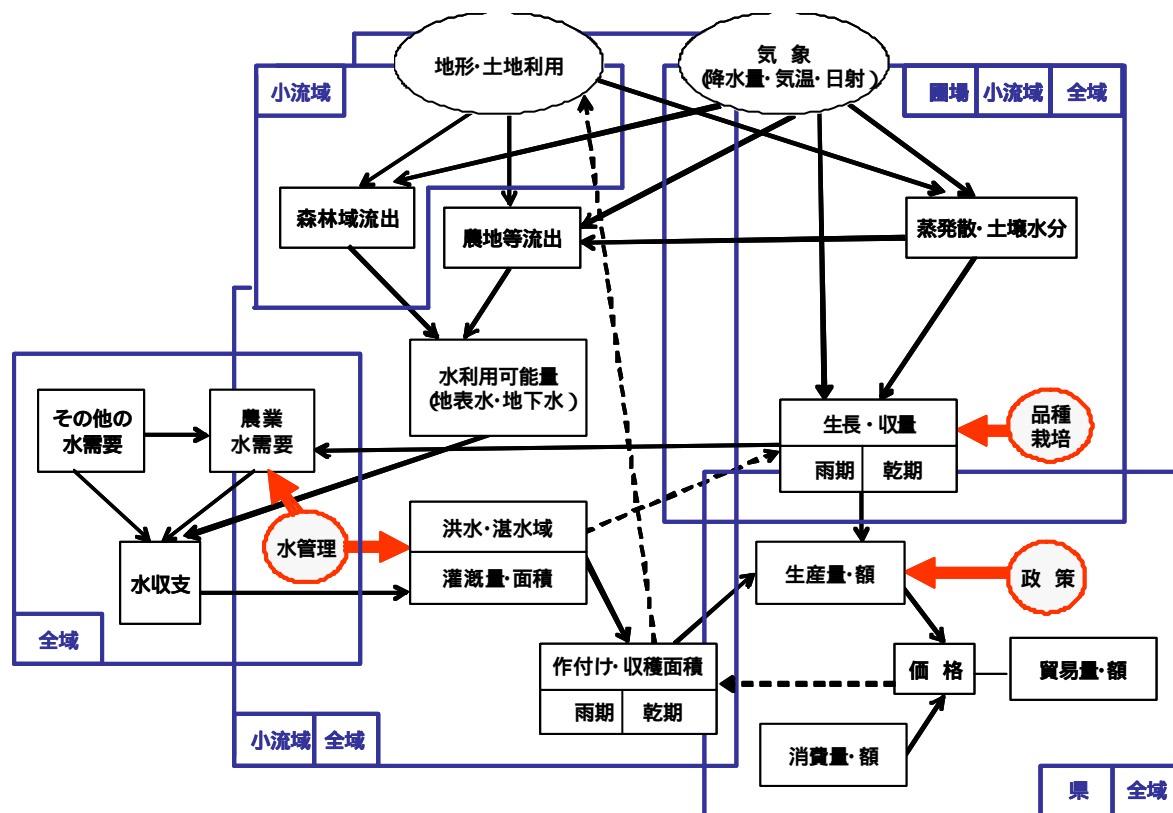 地形・土地利用
気 象
(降水量・気温・日射)
小流域
圃場 小流域 全域
森林域流出
農地等流出
蒸発散・土壌水分
水利用可能量
(地表水・地下水)
その他の
水需要
農業
水需要
生長・収量
雨期 乾期
品種
栽培
水管理
洪水・湛水域
灌漑量・面積
水収支
生産量・額
政 策
全域
作付け・収穫面積
雨期 乾期
価 格
貿易量・額
小流域 全域
消費量・額
県 全域